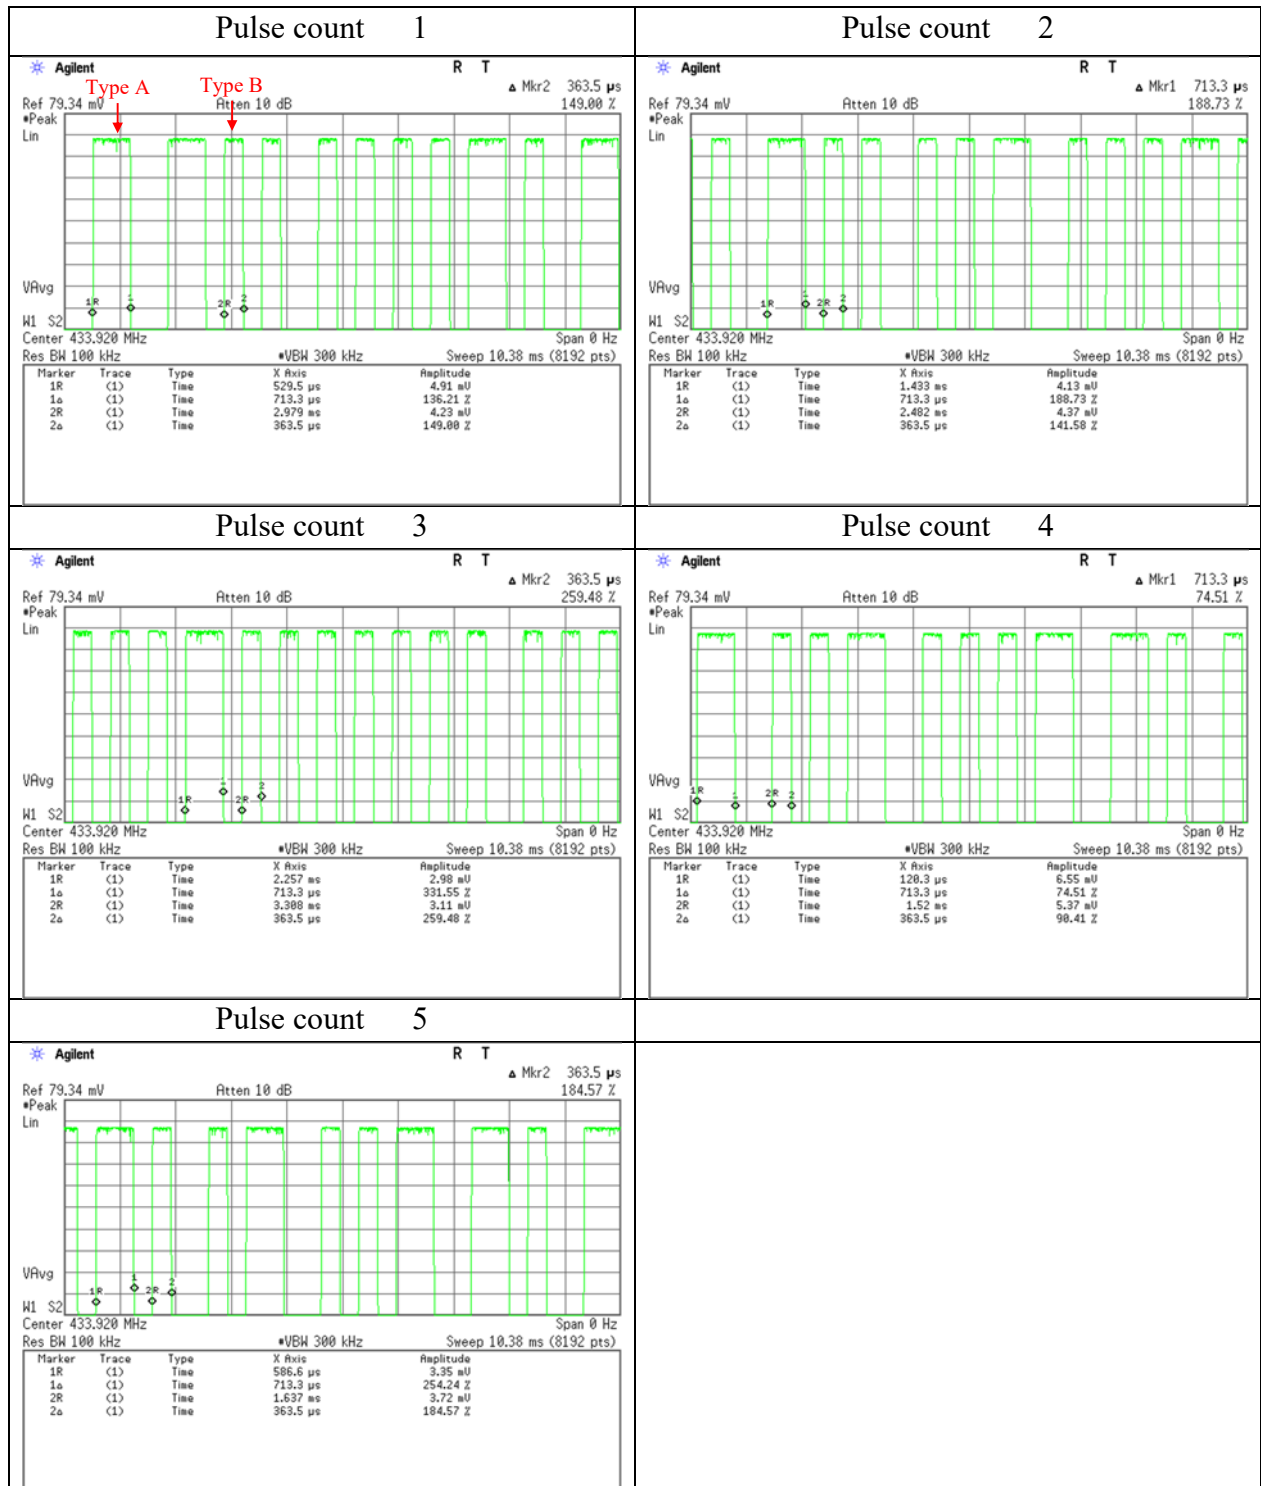 Pulse count 1
Agilent R T
Type A Type B
Δ Mkr2 363.5 µs
Ref 79.34 mV Atten 10 dB 149.00 %
*Peak
Lin
VAvg
1R 1 2R 2
W1 S2
Center 433.920 MHz Span 0 Hz
Res BW 100 kHz *VBW 300 kHz Sweep 10.38 ms (8192 pts)
Marker Trace Type X Axis Amplitude
1R (1) Time 529.5 µs 4.91 mV
1Δ (1) Time 713.3 µs 136.21 %
2R (1) Time 2.979 ms 4.23 mV
2Δ (1) Time 363.5 µs 149.00 %
Pulse count 2
Agilent R T
Δ Mkr1 713.3 µs
Ref 79.34 mV Atten 10 dB 188.73 %
*Peak
Lin
VAvg
1R 1 2R 2
W1 S2
Center 433.920 MHz Span 0 Hz
Res BW 100 kHz *VBW 300 kHz Sweep 10.38 ms (8192 pts)
Marker Trace Type X Axis Amplitude
1R (1) Time 1.433 ms 4.13 mV
1Δ (1) Time 713.3 µs 188.73 %
2R (1) Time 2.482 ms 4.37 mV
2Δ (1) Time 363.5 µs 141.58 %
Pulse count 3
Agilent R T
Δ Mkr2 363.5 µs
Ref 79.34 mV Atten 10 dB 259.48 %
*Peak
Lin
VAvg
1R 1 2R 2
W1 S2
Center 433.920 MHz Span 0 Hz
Res BW 100 kHz *VBW 300 kHz Sweep 10.38 ms (8192 pts)
Marker Trace Type X Axis Amplitude
1R (1) Time 2.257 ms 2.98 mV
1Δ (1) Time 713.3 µs 331.55 %
2R (1) Time 3.308 ms 3.11 mV
2Δ (1) Time 363.5 µs 259.48 %
Pulse count 4
Agilent R T
Δ Mkr1 713.3 µs
Ref 79.34 mV Atten 10 dB 74.51 %
*Peak
Lin
VAvg
1R 1 2R 2
W1 S2
Center 433.920 MHz Span 0 Hz
Res BW 100 kHz *VBW 300 kHz Sweep 10.38 ms (8192 pts)
Marker Trace Type X Axis Amplitude
1R (1) Time 120.3 µs 6.55 mV
1Δ (1) Time 713.3 µs 74.51 %
2R (1) Time 1.52 ms 5.37 mV
2Δ (1) Time 363.5 µs 90.41 %
Pulse count 5
Agilent R T
Δ Mkr2 363.5 µs
Ref 79.34 mV Atten 10 dB 184.57 %
*Peak
Lin
VAvg
1R 1 2R 2
W1 S2
Center 433.920 MHz Span 0 Hz
Res BW 100 kHz *VBW 300 kHz Sweep 10.38 ms (8192 pts)
Marker Trace Type X Axis Amplitude
1R (1) Time 586.6 µs 3.35 mV
1Δ (1) Time 713.3 µs 254.24 %
2R (1) Time 1.637 ms 3.72 mV
2Δ (1) Time 363.5 µs 184.57 %